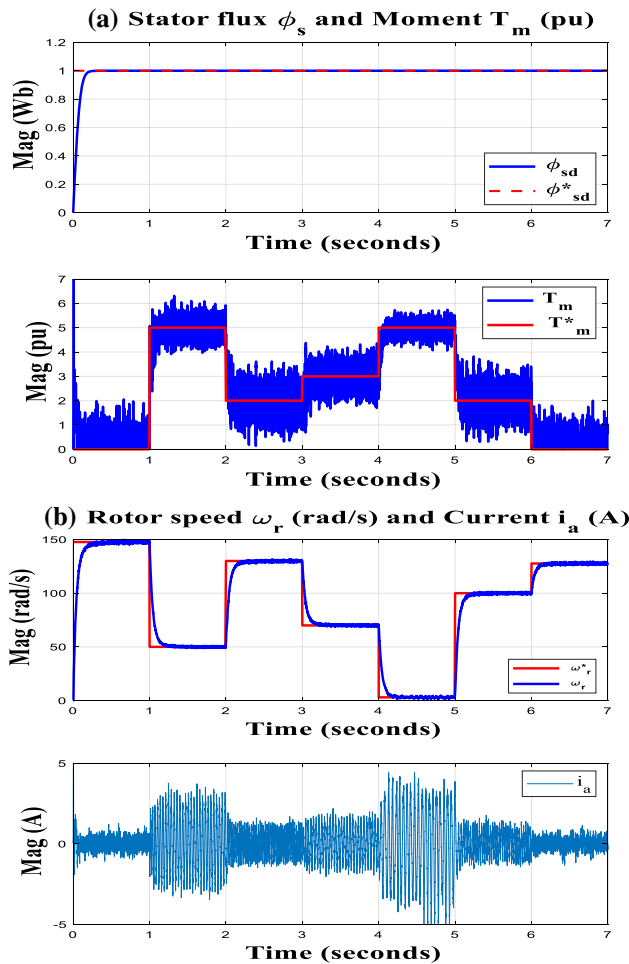 (a) Stator flux ϕs and Moment Tm (pu)
1.2
1
0.8
0.6
0.4
0.2
0
Mag (Wb)
ϕsd
ϕ*sd
0 1 2 3 4 5 6 7
Time (seconds)
7
6
5
4
3
2
1
0
Mag (pu)
Tm
T*m
0 1 2 3 4 5 6 7
Time (seconds)
(b) Rotor speed ωr (rad/s) and Current ia (A)
150
100
50
0
Mag (rad/s)
ω*r
ωr
0 1 2 3 4 5 6 7
Time (seconds)
5
0
-5
Mag (A)
ia
0 1 2 3 4 5 6 7
Time (seconds)